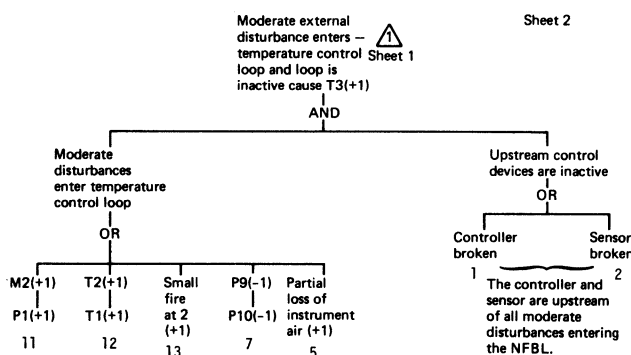 Moderate external
disturbance enters —
temperature control
loop and loop is
inactive cause T3(+1)
1
Sheet 1
Sheet 2
AND
Moderate
disturbances
enter temperature
control loop
OR
Upstream control
devices are inactive
OR
M2(+1) T2(+1) Small fire at 2 (+1) P9(−1) Partial loss of instrument air (+1)
P1(+1) T1(+1) P10(−1)
11 12 13 7 5
Controller
broken
1
Sensor
broken
2
The controller and
sensor are upstream
of all moderate
disturbances entering
the NFBL.